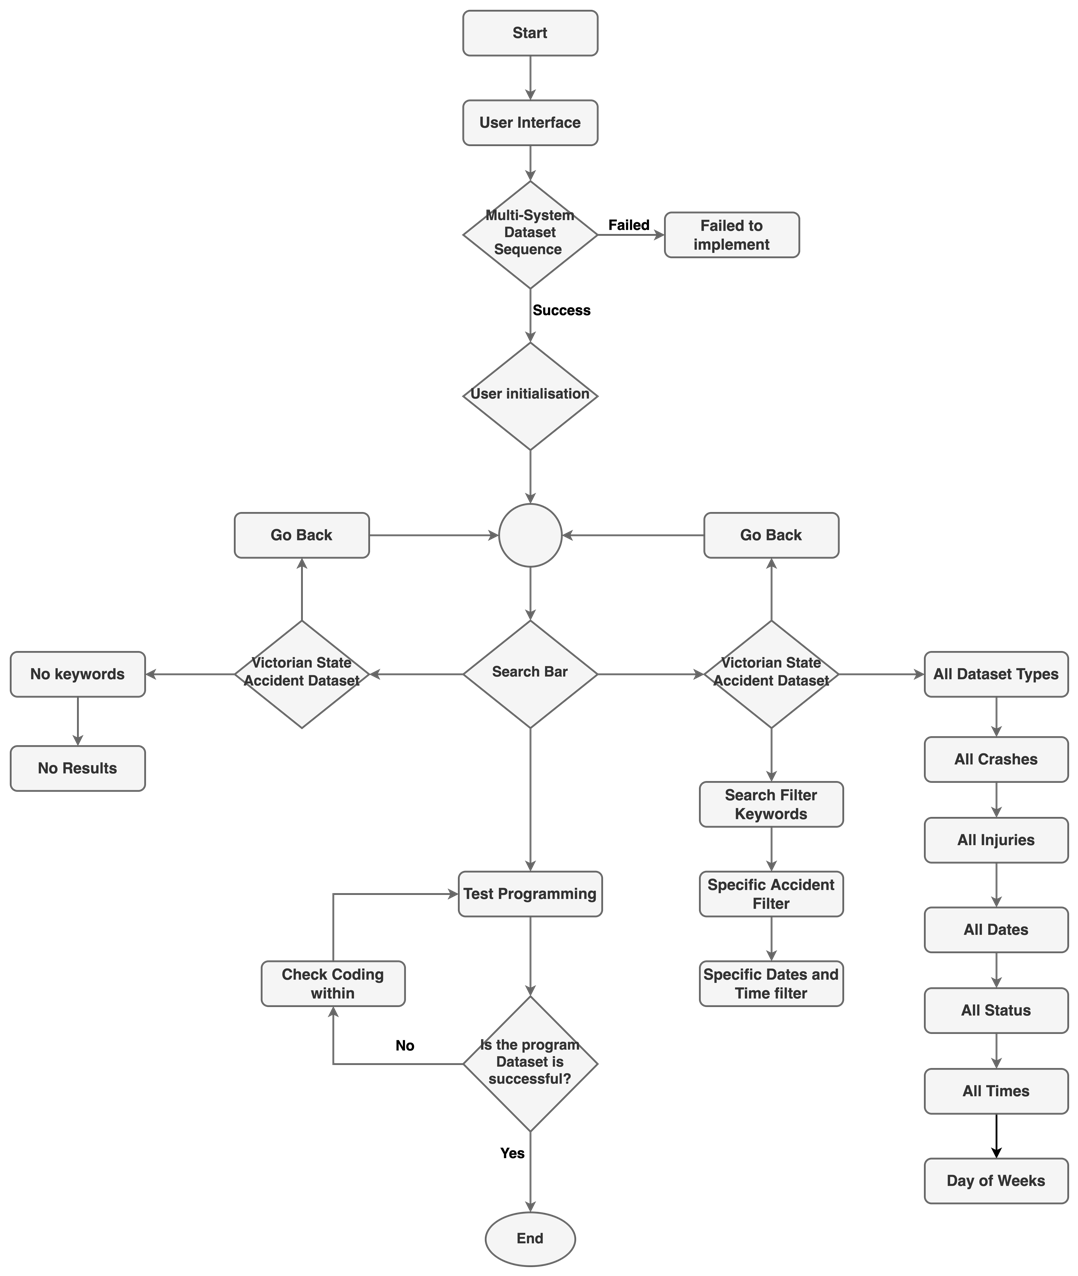 Start
User Interface
Multi-System
Dataset
Sequence
Failed
Failed to
implement
Success
User initialisation
Go Back
Go Back
No keywords
Victorian State
Accident Dataset
Search Bar
Victorian State
Accident Dataset
All Dataset Types
No Results
All Crashes
Search Filter
Keywords
All Injuries
Test Programming
Specific Accident
Filter
All Dates
Check Coding
within
Specific Dates and
Time filter
All Status
No
Is the program
Dataset is
successful?
All Times
Yes
Day of Weeks
End